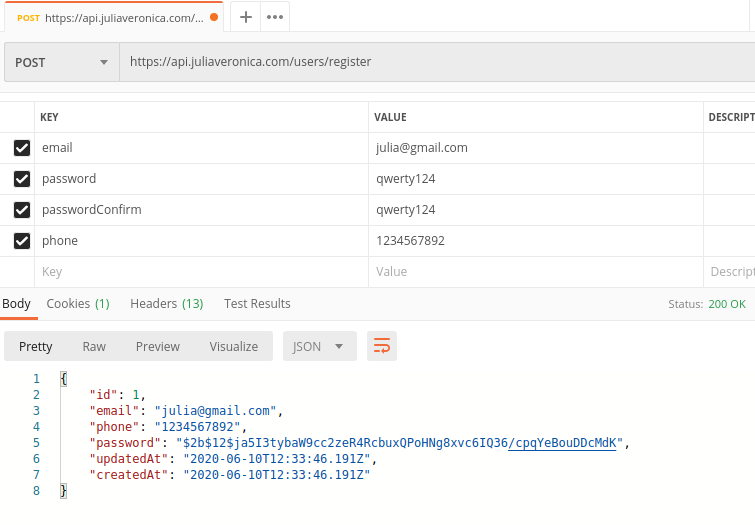 POST https://api.juliaveronica.com/...
POST https://api.juliaveronica.com/users/register
KEY VALUE DESCRIPT
email julia@gmail.com
password qwerty124
passwordConfirm qwerty124
phone 1234567892
Key Value Descript
Body Cookies (1) Headers (13) Test Results Status: 200 OK
Pretty Raw Preview Visualize JSON
1 {
2 "id": 1,
3 "email": "julia@gmail.com",
4 "phone": "1234567892",
5 "password": "$2b$12$ja5I3tybaW9cc2zeR4RcbuxQPoHNg8xvc6IQ36/cpqYeBouDDcMdK",
6 "updatedAt": "2020-06-10T12:33:46.191Z",
7 "createdAt": "2020-06-10T12:33:46.191Z"
8 }